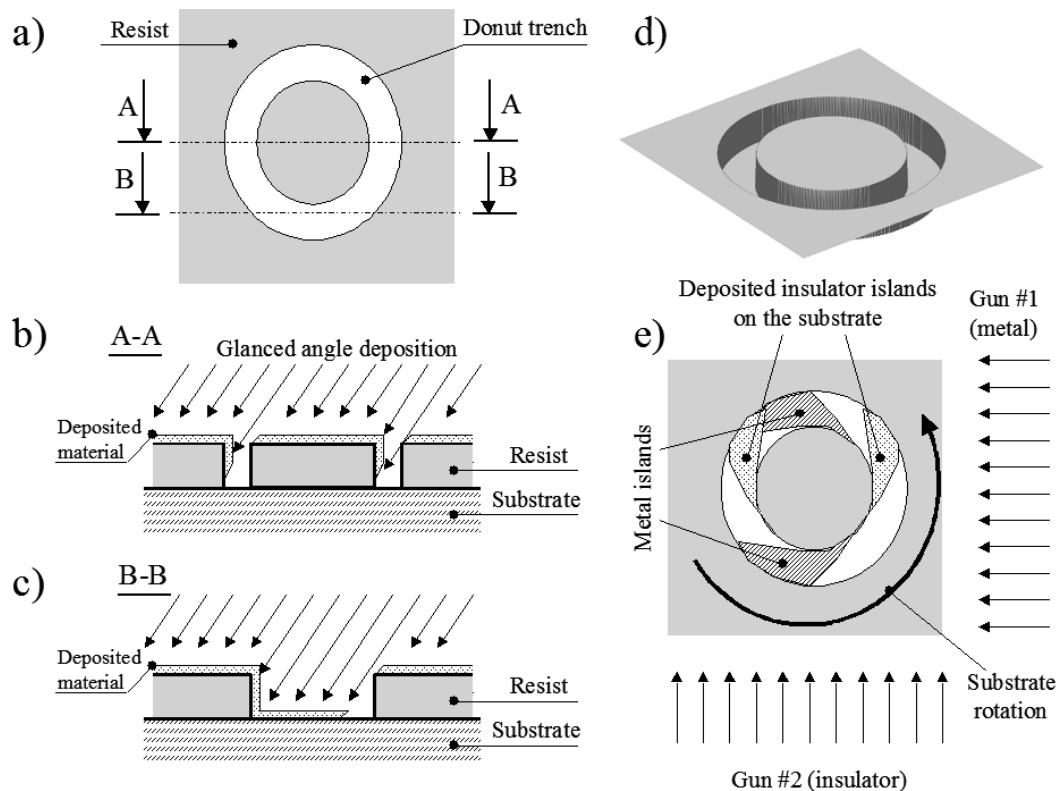 a)
Resist
Donut trench
A
A
B
B
b)
A-A
Glanced angle deposition
Deposited
material
Resist
Substrate
c)
B-B
Deposited
material
Resist
Substrate
d)
Deposited insulator islands
on the substrate
Gun #1
(metal)
e)
Metal islands
Substrate
rotation
Gun #2 (insulator)